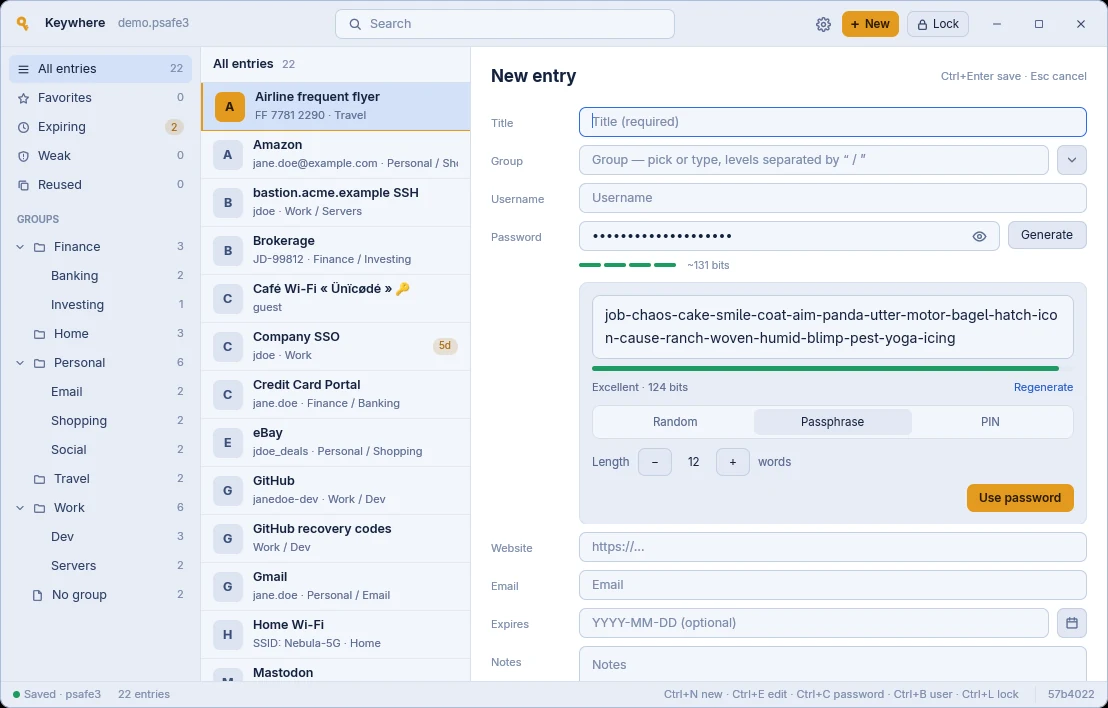 Keywhere demo.psafe3
Search
+ New
Lock
All entries 22
Favorites 0
Expiring 2
Weak 0
Reused 0
GROUPS
Finance 3
Banking 2
Investing 1
Home 3
Personal 6
Email 2
Shopping 2
Social 2
Travel 2
Work 6
Dev 3
Servers 2
No group 2
All entries 22
A
Airline frequent flyer
FF 7781 2290 · Travel
A
Amazon
jane.doe@example.com · Personal / Sho
B
bastion.acme.example SSH
jdoe · Work / Servers
B
Brokerage
JD-99812 · Finance / Investing
C
Café Wi-Fi « Ünïcødé » 🔑
guest
C
Company SSO
jdoe · Work
5d
C
Credit Card Portal
jane.doe · Finance / Banking
E
eBay
jdoe_deals · Personal / Shopping
G
GitHub
janedoe-dev · Work / Dev
G
GitHub recovery codes
Work / Dev
G
Gmail
jane.doe · Personal / Email
H
Home Wi-Fi
SSID: Nebula-5G · Home
M
Mastodon
New entry
Ctrl+Enter save · Esc cancel
Title
Title (required)
Group
Group — pick or type, levels separated by “ / ”
Username
Username
Password
••••••••••••••••••••
Generate
~131 bits
job-chaos-cake-smile-coat-aim-panda-utter-motor-bagel-hatch-ico
n-cause-ranch-woven-humid-blimp-pest-yoga-icing
Excellent · 124 bits
Regenerate
Random
Passphrase
PIN
Length − 12 + words
Use password
Website
https://...
Email
Email
Expires
YYYY-MM-DD (optional)
Notes
Notes
Saved · psafe3 22 entries
Ctrl+N new · Ctrl+E edit · Ctrl+C password · Ctrl+B user · Ctrl+L lock
57b4022